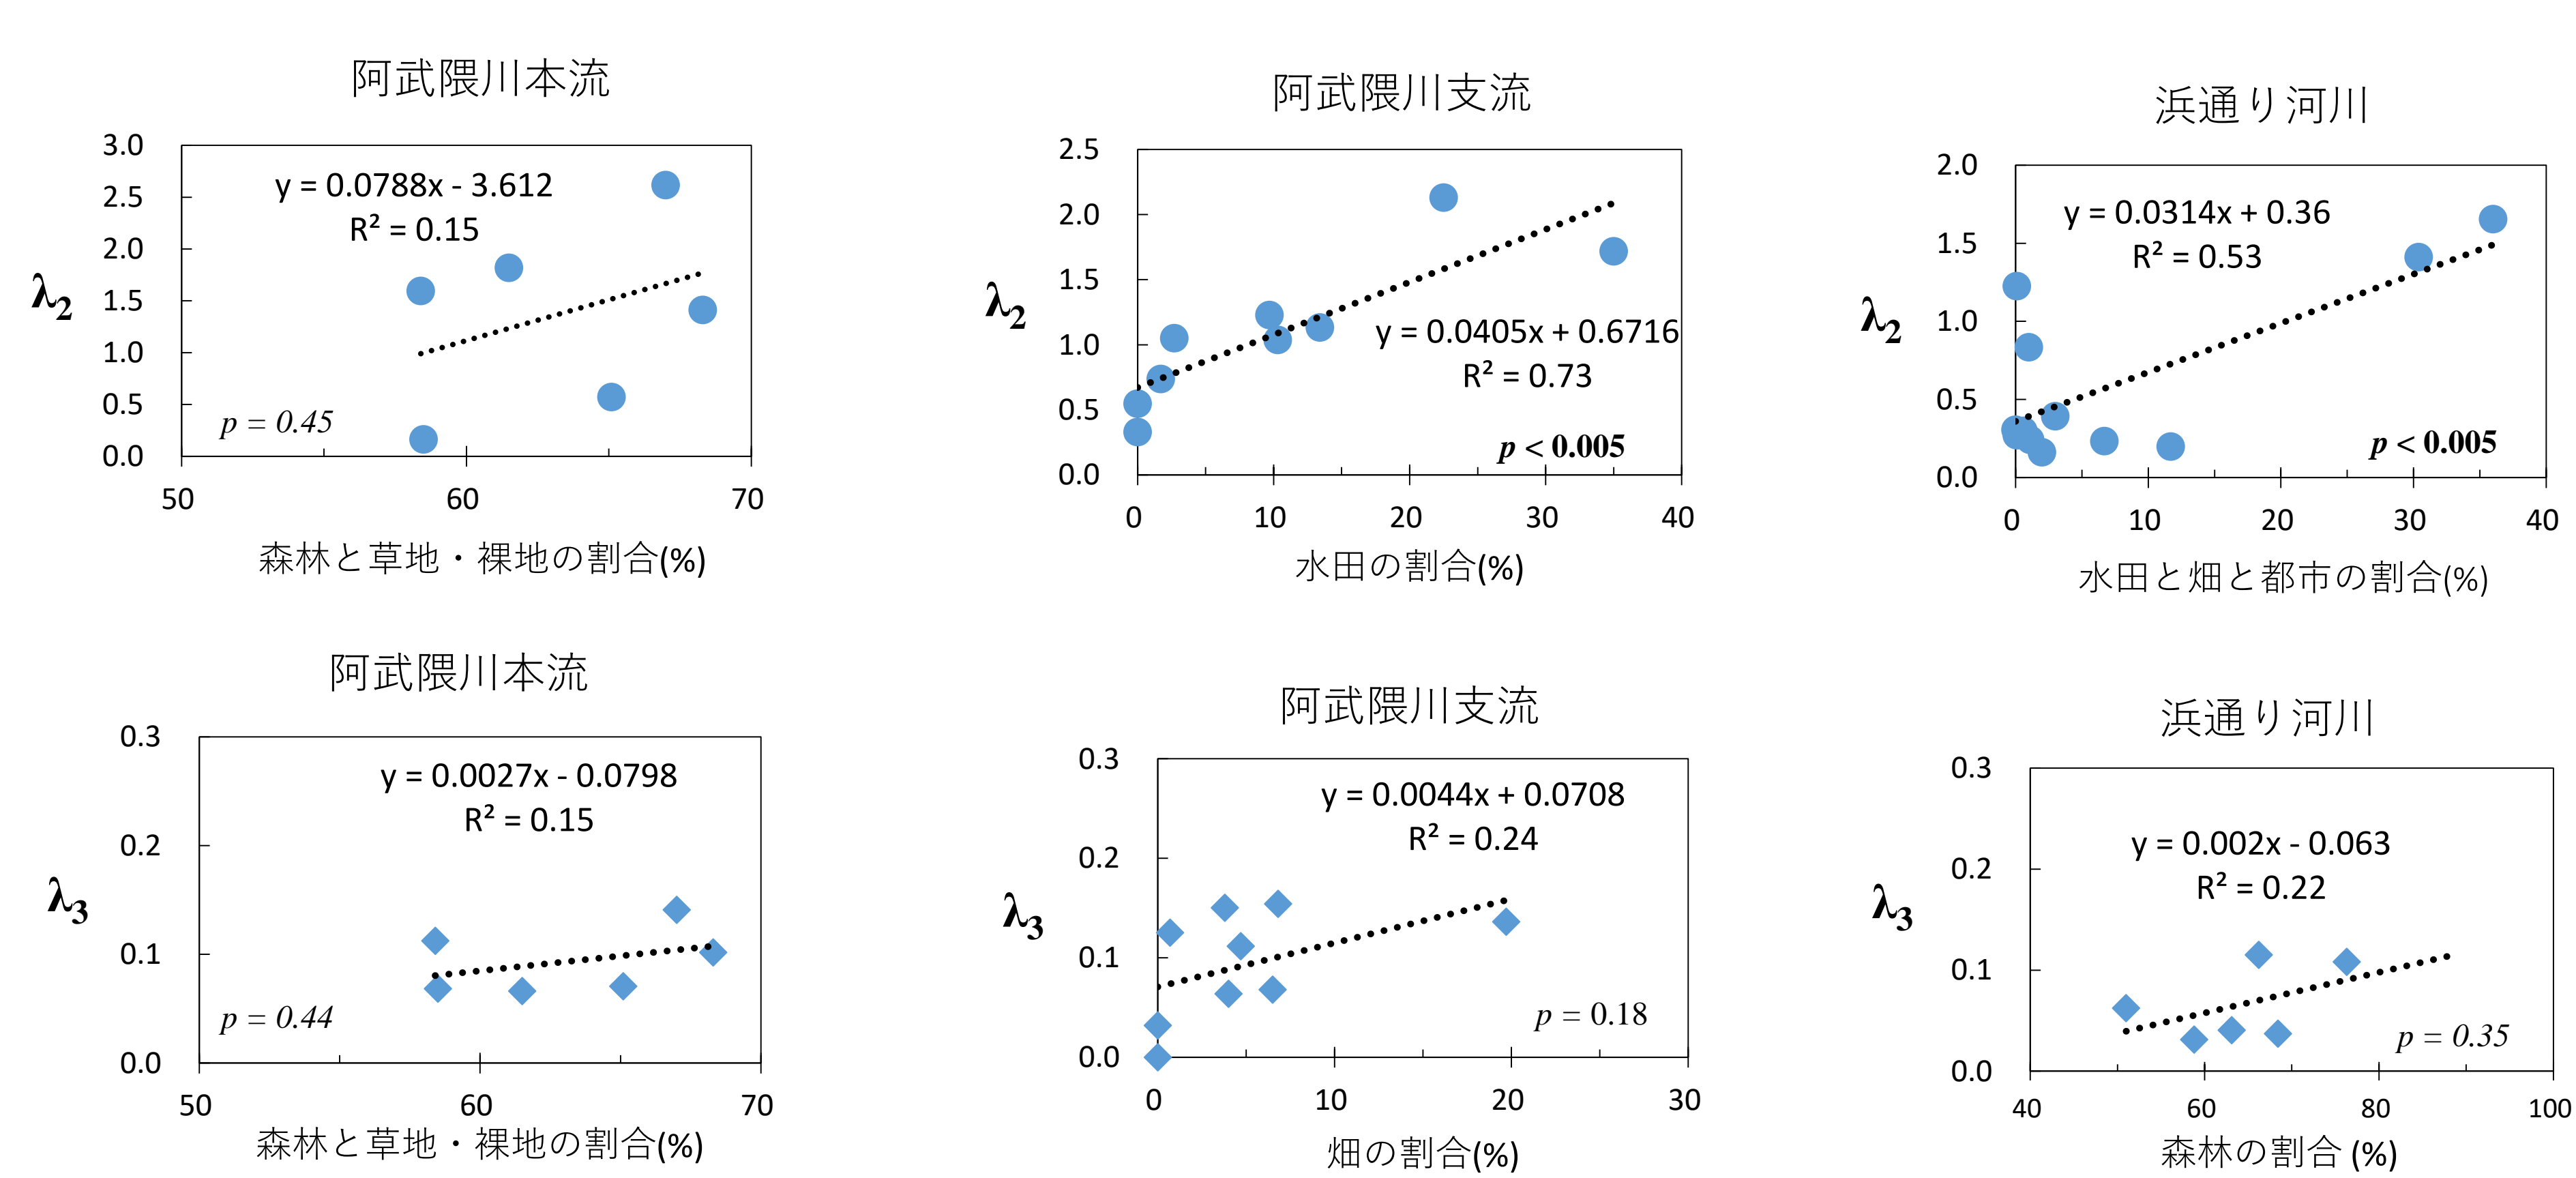 阿武隈川本流
3.0
2.5
2.0
1.5
1.0
0.5
0.0
λ2
y = 0.0788x - 3.612
R² = 0.15
p = 0.45
50 60 70
森林と草地・裸地の割合(%)
阿武隈川支流
2.5
2.0
1.5
1.0
0.5
0.0
λ2
y = 0.0405x + 0.6716
R² = 0.73
p < 0.005
0 10 20 30 40
水田の割合(%)
浜通り河川
2.0
1.5
1.0
0.5
0.0
λ2
y = 0.0314x + 0.36
R² = 0.53
p < 0.005
0 10 20 30 40
水田と畑と都市の割合(%)
阿武隈川本流
0.3
0.2
0.1
0.0
λ3
y = 0.0027x - 0.0798
R² = 0.15
p = 0.44
50 60 70
森林と草地・裸地の割合(%)
阿武隈川支流
0.3
0.2
0.1
0.0
λ3
y = 0.0044x + 0.0708
R² = 0.24
p = 0.18
0 10 20 30
畑の割合(%)
浜通り河川
0.3
0.2
0.1
0.0
λ3
y = 0.002x - 0.063
R² = 0.22
p = 0.35
40 60 80 100
森林の割合 (%)